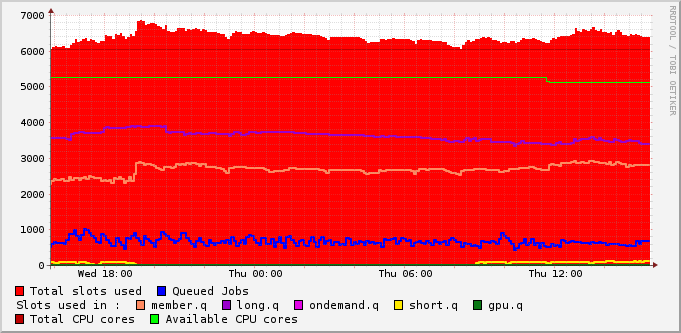 7000
6000
5000
4000
3000
2000
1000
0
Wed 18:00 Thu 00:00 Thu 06:00 Thu 12:00
RRDTOOL / TOBI OETIKER
Total slots used Queued Jobs
Slots used in : member.q long.q ondemand.q short.q gpu.q
Total CPU cores Available CPU cores